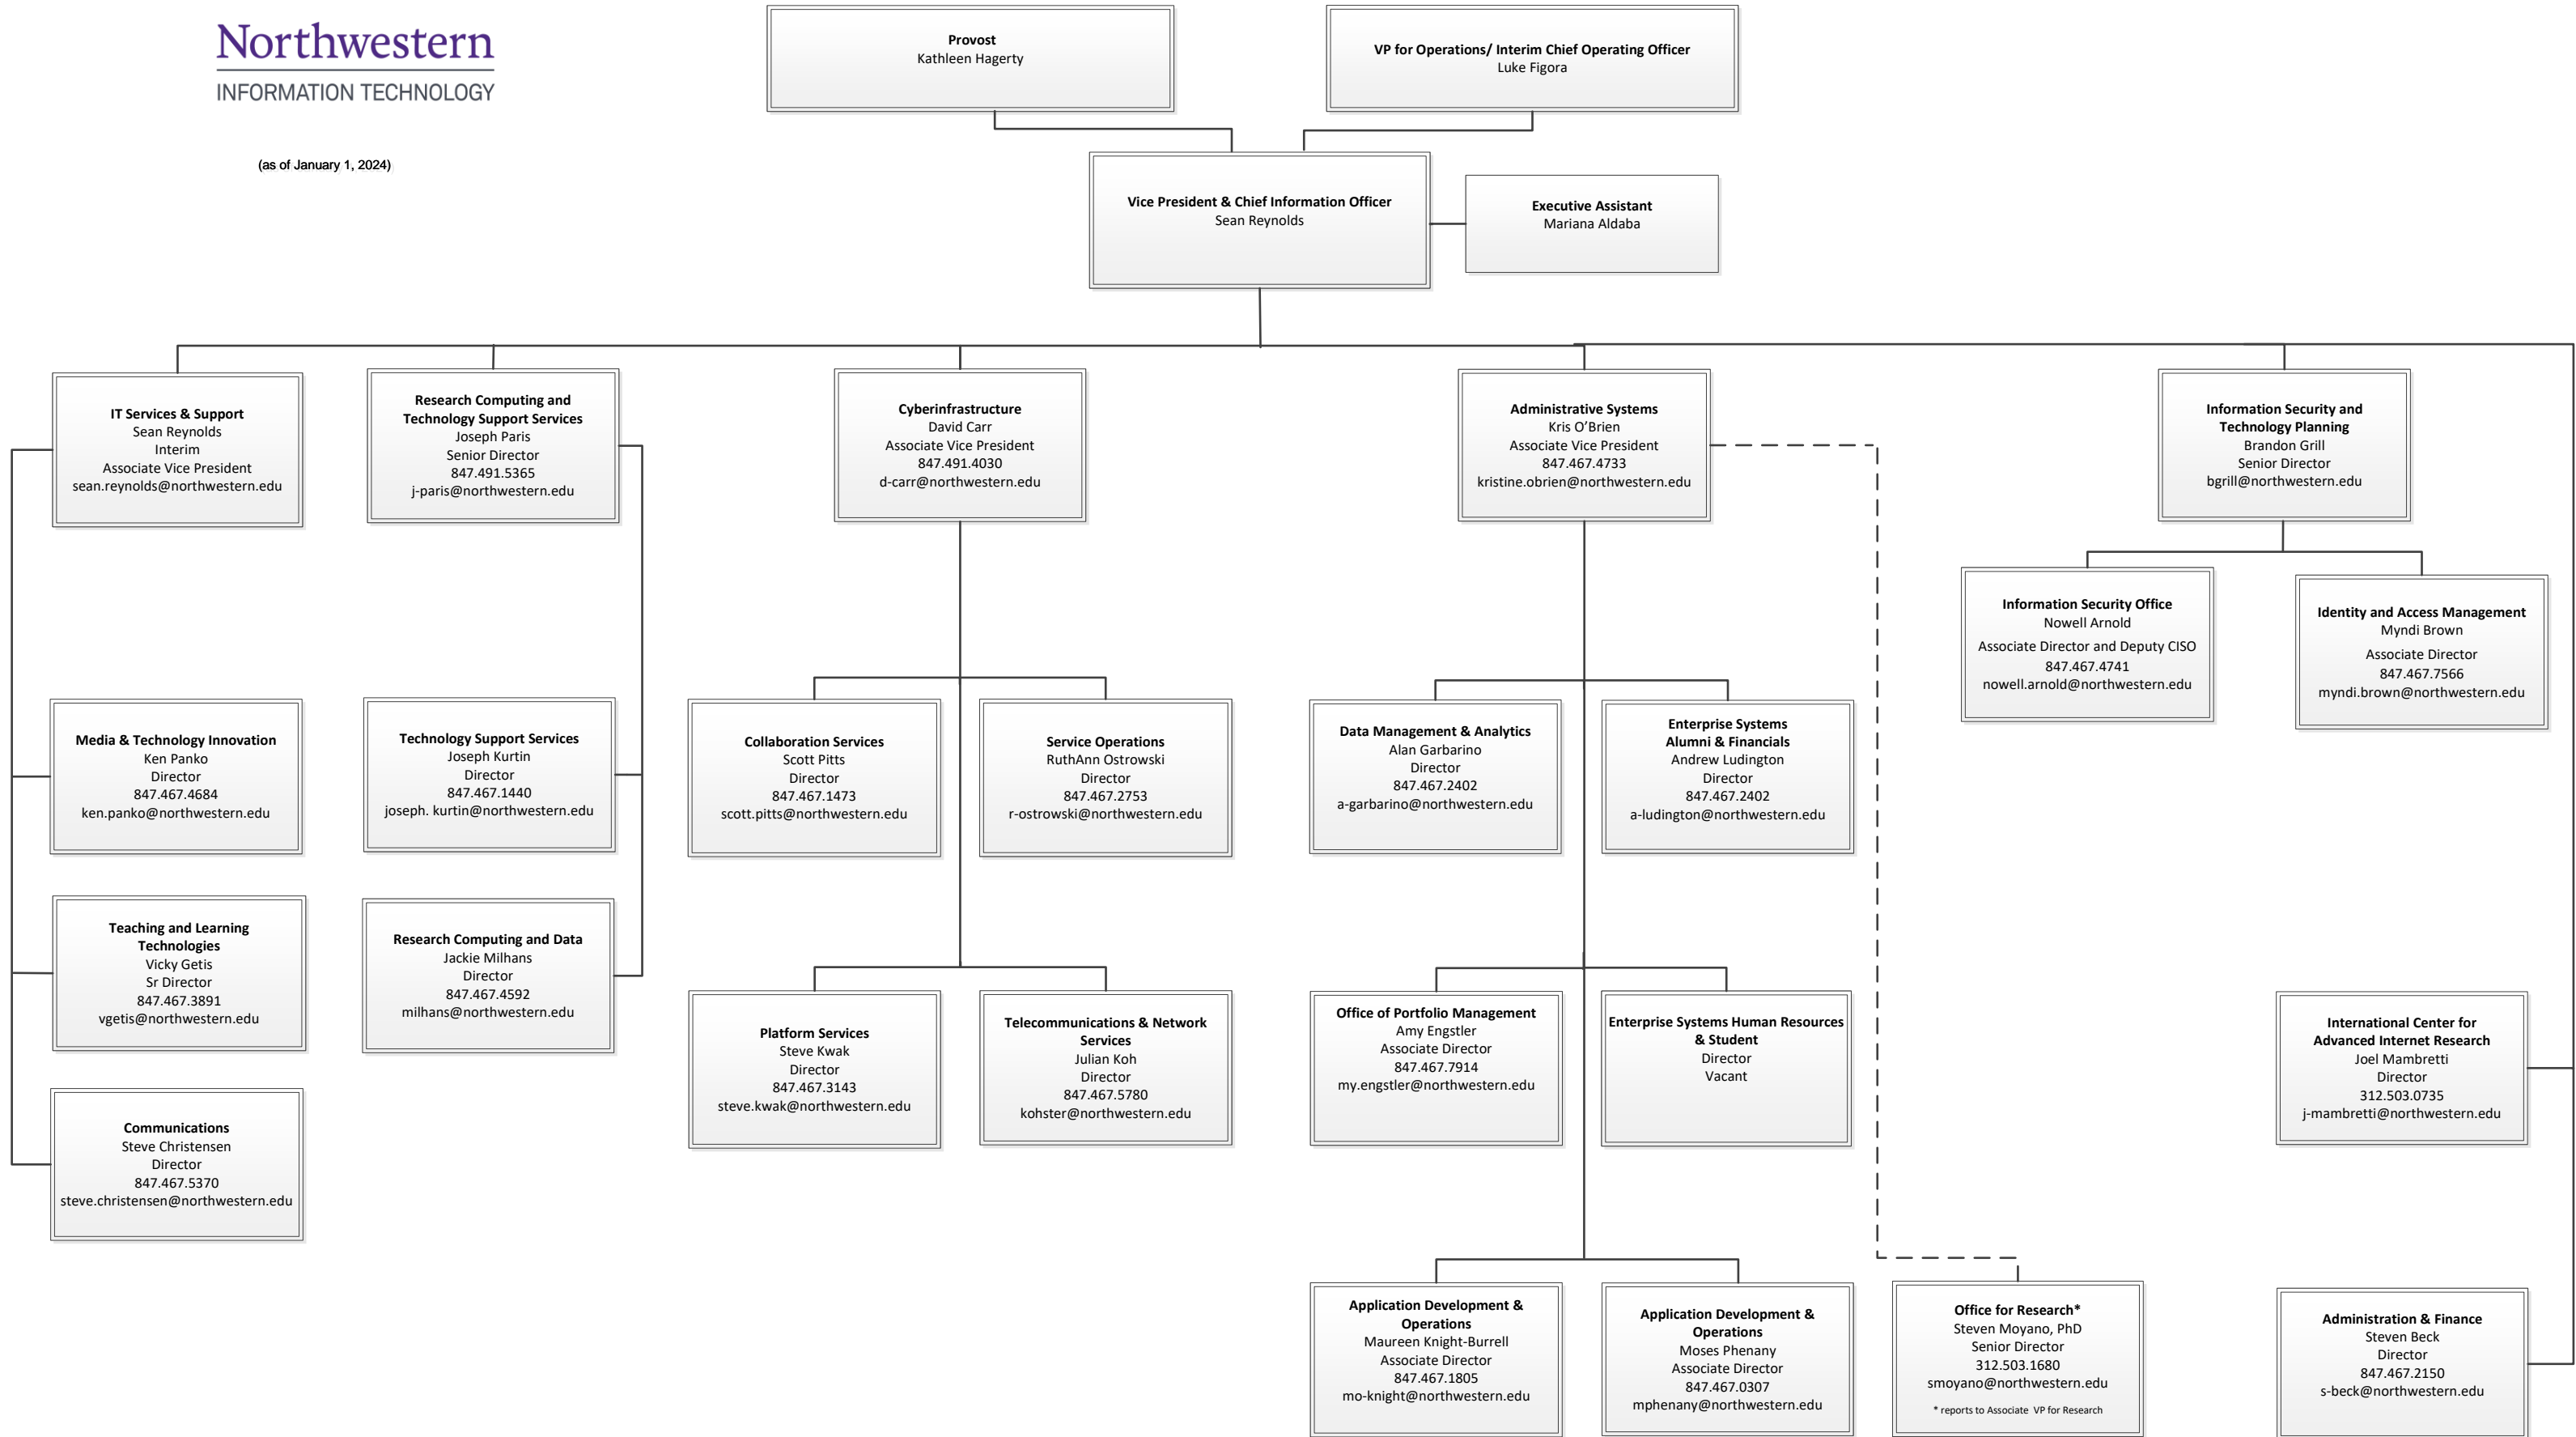 Northwestern
INFORMATION TECHNOLOGY
(as of January 1, 2024)
Provost
Kathleen Hagerty
VP for Operations/ Interim Chief Operating Officer
Luke Figora
Vice President & Chief Information Officer
Sean Reynolds
Executive Assistant
Mariana Aldaba
IT Services & Support
Sean Reynolds
Interim
Associate Vice President
sean.reynolds@northwestern.edu
Research Computing and
Technology Support Services
Joseph Paris
Senior Director
847.491.5365
j-paris@northwestern.edu
Cyberinfrastructure
David Carr
Associate Vice President
847.491.4030
d-carr@northwestern.edu
Administrative Systems
Kris O’Brien
Associate Vice President
847.467.4733
kristine.obrien@northwestern.edu
Information Security and
Technology Planning
Brandon Grill
Senior Director
bgrill@northwestern.edu
Information Security Office
Nowell Arnold
Associate Director and Deputy CISO
847.467.4741
nowell.arnold@northwestern.edu
Identity and Access Management
Myndi Brown
Associate Director
847.467.7566
myndi.brown@northwestern.edu
Media & Technology Innovation
Ken Panko
Director
847.467.4684
ken.panko@northwestern.edu
Technology Support Services
Joseph Kurtin
Director
847.467.1440
joseph. kurtin@northwestern.edu
Collaboration Services
Scott Pitts
Director
847.467.1473
scott.pitts@northwestern.edu
Service Operations
RuthAnn Ostrowski
Director
847.467.2753
r-ostrowski@northwestern.edu
Data Management & Analytics
Alan Garbarino
Director
847.467.2402
a-garbarino@northwestern.edu
Enterprise Systems
Alumni & Financials
Andrew Ludington
Director
847.467.2402
a-ludington@northwestern.edu
Teaching and Learning
Technologies
Vicky Getis
Sr Director
847.467.3891
vgetis@northwestern.edu
Research Computing and Data
Jackie Milhans
Director
847.467.4592
milhans@northwestern.edu
Platform Services
Steve Kwak
Director
847.467.3143
steve.kwak@northwestern.edu
Telecommunications & Network
Services
Julian Koh
Director
847.467.5780
kohster@northwestern.edu
Office of Portfolio Management
Amy Engstler
Associate Director
847.467.7914
my.engstler@northwestern.edu
Enterprise Systems Human Resources
& Student
Director
Vacant
International Center for
Advanced Internet Research
Joel Mambretti
Director
312.503.0735
j-mambretti@northwestern.edu
Communications
Steve Christensen
Director
847.467.5370
steve.christensen@northwestern.edu
Application Development &
Operations
Maureen Knight-Burrell
Associate Director
847.467.1805
mo-knight@northwestern.edu
Application Development &
Operations
Moses Phenany
Associate Director
847.467.0307
mphenany@northwestern.edu
Office for Research*
Steven Moyano, PhD
Senior Director
312.503.1680
smoyano@northwestern.edu
* reports to Associate VP for Research
Administration & Finance
Steven Beck
Director
847.467.2150
s-beck@northwestern.edu